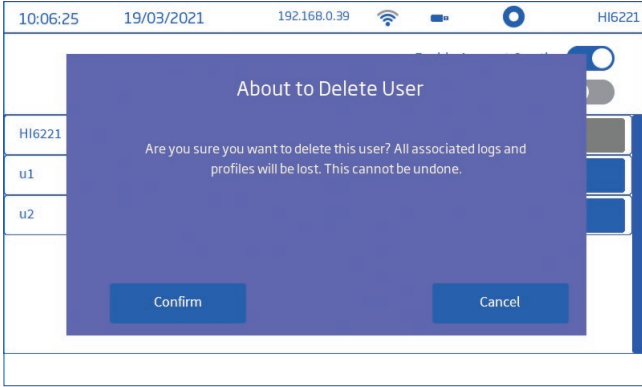 10:06:25 19/03/2021 192.168.0.39 HI6221
About to Delete User
HI6221
Are you sure you want to delete this user? All associated logs and
profiles will be lost. This cannot be undone.
u1
u2
Confirm Cancel